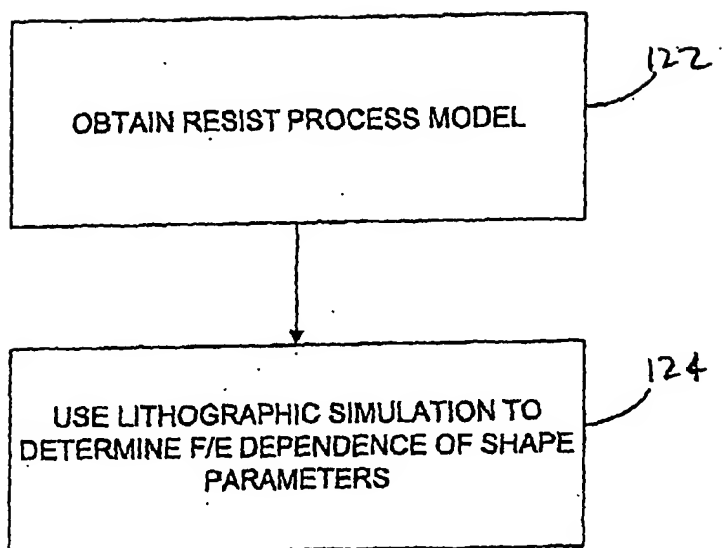 122
OBTAIN RESIST PROCESS MODEL
124
USE LITHOGRAPHIC SIMULATION TO
DETERMINE F/E DEPENDENCE OF SHAPE
PARAMETERS